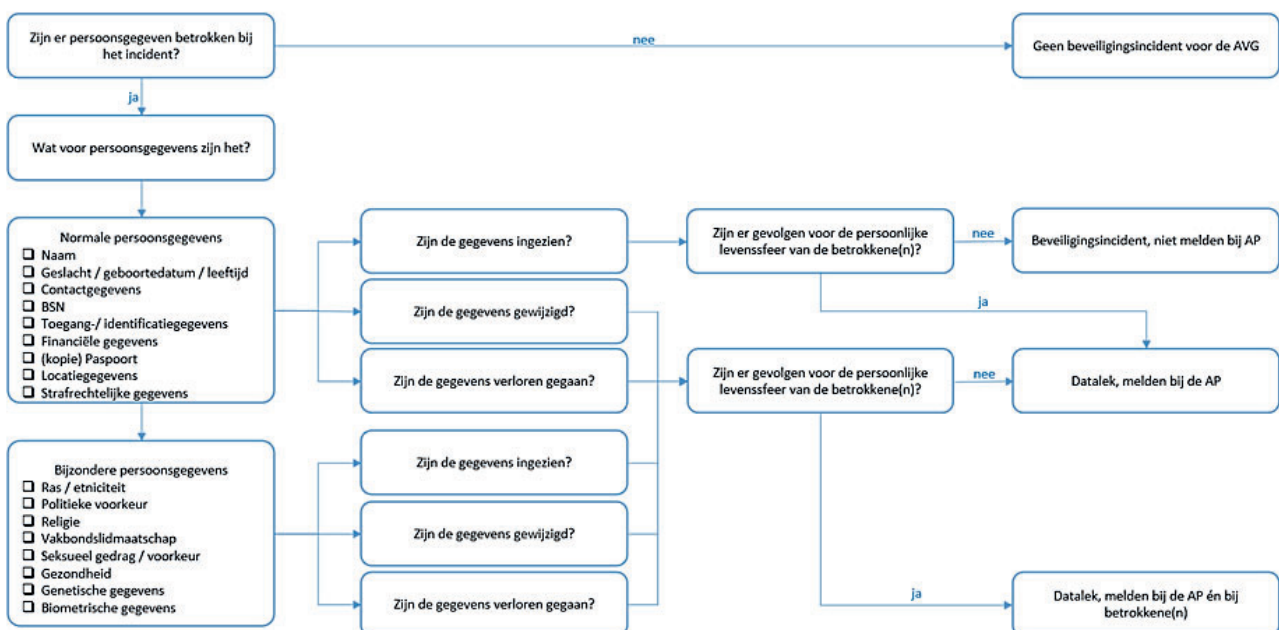 Zijn er persoonsgegeven betrokken bij
het incident?
nee
Geen beveiligingsincident voor de AVG
ja
Wat voor persoonsgegevens zijn het?
Normale persoonsgegevens
Naam
Geslacht / geboortedatum / leeftijd
Contactgegevens
BSN
Toegang-/ identificatiegegevens
Financiële gegevens
(kopie) Paspoort
Locatiegegevens
Strafrechtelijke gegevens
Zijn de gegevens ingezien?
Zijn er gevolgen voor de persoonlijke
levenssfeer van de betrokkene(n)?
nee
Beveiligingsincident, niet melden bij AP
Zijn de gegevens gewijzigd?
ja
Zijn de gegevens verloren gegaan?
Zijn er gevolgen voor de persoonlijke
levenssfeer van de betrokkene(n)?
nee
Datalek, melden bij de AP
Bijzondere persoonsgegevens
Ras / etniciteit
Politieke voorkeur
Religie
Vakbondslidmaatschap
Seksueel gedrag / voorkeur
Gezondheid
Genetische gegevens
Biometrische gegevens
Zijn de gegevens ingezien?
Zijn de gegevens gewijzigd?
Zijn de gegevens verloren gegaan?
ja
Datalek, melden bij de AP én bij
betrokkene(n)